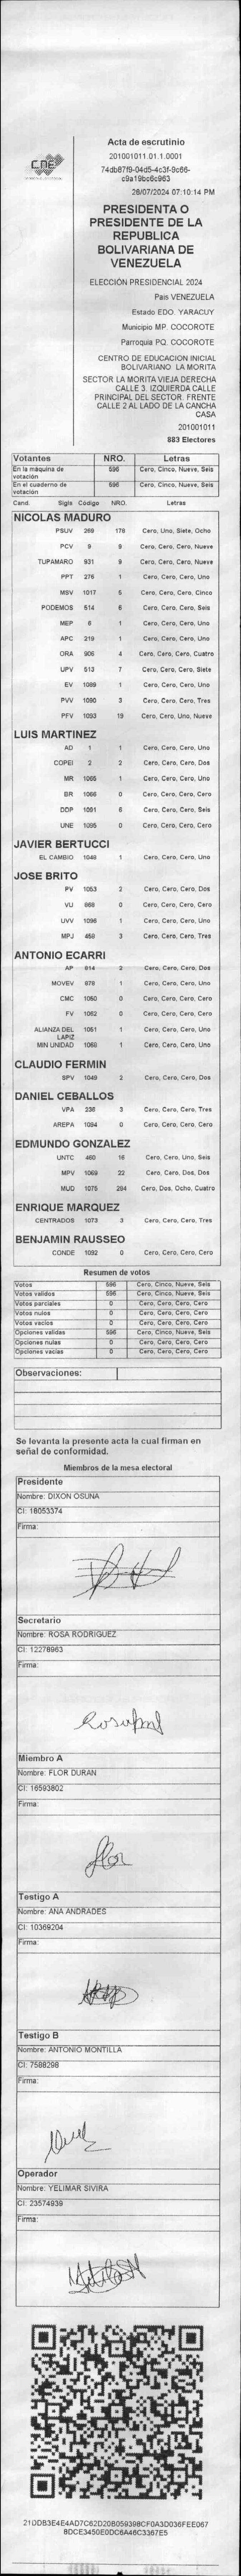 CNE
Acta de escrutinio
201001011.01.1.0001
74db87f9-04d5-4c3f-9c66-
c9a19bc6c963
28/07/2024 07:10:14 PM
PRESIDENTA O
PRESIDENTE DE LA
REPUBLICA
BOLIVARIANA DE
VENEZUELA
ELECCIÓN PRESIDENCIAL 2024
Pais VENEZUELA
Estado EDO. YARACUY
Municipio MP. COCOROTE
Parroquia PQ. COCOROTE
CENTRO DE EDUCACION INICIAL
BOLIVARIANO LA MORITA
SECTOR LA MORITA VIEJA DERECHA
CALLE 3. IZQUIERDA CALLE
PRINCIPAL DEL SECTOR. FRENTE
CALLE 2 AL LADO DE LA CANCHA
CASA
201001011
883 Electores
Votantes NRO. Letras
En la máquina de votación 596 Cero, Cinco, Nueve, Seis
En el cuaderno de votación 596 Cero, Cinco, Nueve, Seis
Cand. Sigls Código NRO. Letras
NICOLAS MADURO
PSUV 269 178 Cero, Uno, Siete, Ocho
PCV 9 9 Cero, Cero, Cero, Nueve
TUPAMARO 931 9 Cero, Cero, Cero, Nueve
PPT 276 1 Cero, Cero, Cero, Uno
MSV 1017 5 Cero, Cero, Cero, Cinco
PODEMOS 514 6 Cero, Cero, Cero, Seis
MEP 6 1 Cero, Cero, Cero, Uno
APC 219 1 Cero, Cero, Cero, Uno
ORA 906 4 Cero, Cero, Cero, Cuatro
UPV 513 7 Cero, Cero, Cero, Siete
EV 1089 1 Cero, Cero, Cero, Uno
PVV 1090 3 Cero, Cero, Cero, Tres
PFV 1093 19 Cero, Cero, Uno, Nueve
LUIS MARTINEZ
AD 1 1 Cero, Cero, Cero, Uno
COPEI 2 2 Cero, Cero, Cero, Dos
MR 1065 1 Cero, Cero, Cero, Uno
BR 1066 0 Cero, Cero, Cero, Cero
DDP 1091 6 Cero, Cero, Cero, Seis
UNE 1095 0 Cero, Cero, Cero, Cero
JAVIER BERTUCCI
EL CAMBIO 1048 1 Cero, Cero, Cero, Uno
JOSE BRITO
PV 1053 2 Cero, Cero, Cero, Dos
VU 868 0 Cero, Cero, Cero, Cero
UVV 1096 1 Cero, Cero, Cero, Uno
MPJ 458 3 Cero, Cero, Cero, Tres
ANTONIO ECARRI
AP 814 2 Cero, Cero, Cero, Dos
MOVEV 878 1 Cero, Cero, Cero, Uno
CMC 1050 0 Cero, Cero, Cero, Cero
FV 1062 0 Cero, Cero, Cero, Cero
ALIANZA DEL LAPIZ 1051 1 Cero, Cero, Cero, Uno
MIN UNIDAD 1068 1 Cero, Cero, Cero, Uno
CLAUDIO FERMIN
SPV 1049 2 Cero, Cero, Cero, Dos
DANIEL CEBALLOS
VPA 238 3 Cero, Cero, Cero, Tres
AREPA 1094 0 Cero, Cero, Cero, Cero
EDMUNDO GONZALEZ
UNTC 460 16 Cero, Cero, Uno, Seis
MPV 1069 22 Cero, Cero, Dos, Dos
MUD 1075 284 Cero, Dos, Ocho, Cuatro
ENRIQUE MARQUEZ
CENTRADOS 1073 3 Cero, Cero, Cero, Tres
BENJAMIN RAUSSEO
CONDE 1092 0 Cero, Cero, Cero, Cero
Resumen de votos
Votos 596 Cero, Cinco, Nueve, Seis
Votos validos 596 Cero, Cinco, Nueve, Seis
Votos parciales 0 Cero, Cero, Cero, Cero
Votos nulos 0 Cero, Cero, Cero, Cero
Votos vacios 0 Cero, Cero, Cero, Cero
Opciones validas 596 Cero, Cinco, Nueve, Seis
Opciones nulas 0 Cero, Cero, Cero, Cero
Opciones vacias 0 Cero, Cero, Cero, Cero
Observaciones:
Se levanta la presente acta la cual firman en
señal de conformidad.
Miembros de la mesa electoral
Presidente
Nombre: DIXON OSUNA
CI: 18053374
Firma:
Secretario
Nombre: ROSA RODRIGUEZ
CI: 12278963
Firma:
Miembro A
Nombre: FLOR DURAN
CI: 16593802
Firma:
Flor
Testigo A
Nombre: ANA ANDRADES
CI: 10369204
Firma:
Testigo B
Nombre: ANTONIO MONTILLA
CI: 7588298
Firma:
Operador
Nombre: YELIMAR SIVIRA
CI: 23574939
Firma:
21DDB3E4E4AD7C62D20B059398CF0A3D036FEE067
8DCE3450E0DC6A46C3367E5